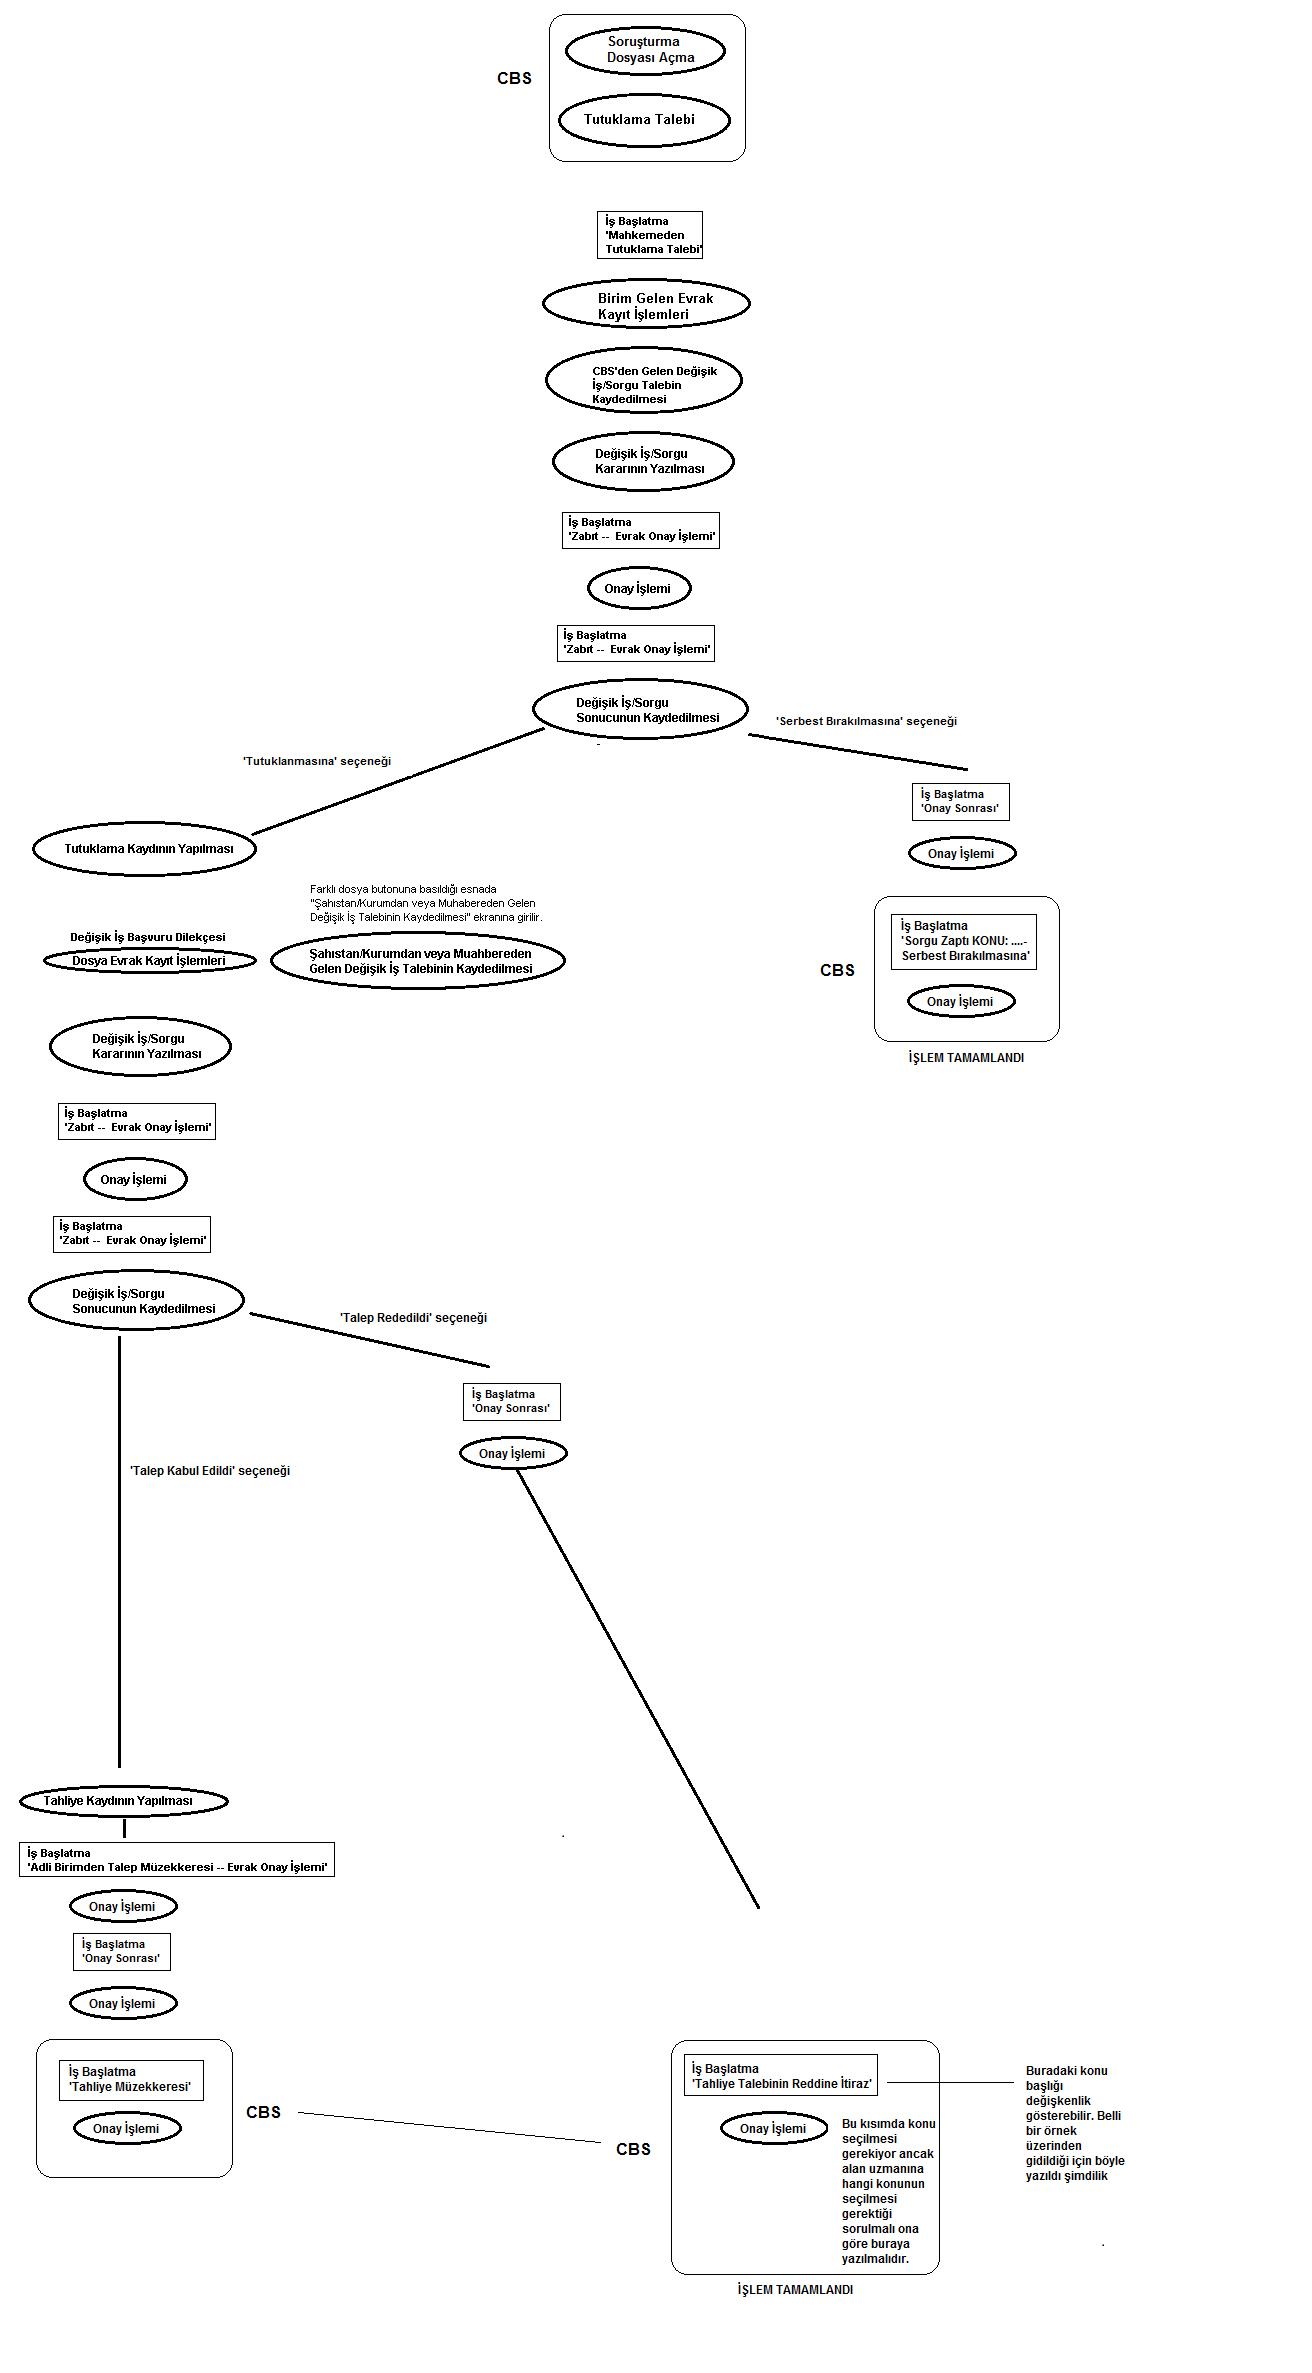 Soruşturma
Dosyası Açma
CBS
Tutuklama Talebi
İş Başlatma
'Mahkemeden
Tutuklama Talebi'
Birim Gelen Evrak
Kayıt İşlemleri
CBS'den Gelen Değişik
İş/Sorgu Talebin
Kaydedilmesi
Değişik İş/Sorgu
Kararının Yazılması
İş Başlatma
'Zabıt -- Evrak Onay İşlemi'
Onay İşlemi
İş Başlatma
'Zabıt -- Evrak Onay İşlemi'
Değişik İş/Sorgu
Sonucunun Kaydedilmesi
'Serbest Bırakılmasına' seçeneği
'Tutuklanmasına' seçeneği
İş Başlatma
'Onay Sonrası'
Onay İşlemi
Tutuklama Kaydının Yapılması
Farklı dosya butonuna basıldığı esnada
"Şahıstan/Kurumdan veya Muhabereden Gelen
Değişik İş Talebinin Kaydedilmesi" ekranına girilir.
İş Başlatma
'Sorgu Zaptı KONU: ....-
Serbest Bırakılmasına'
CBS
Onay İşlemi
İŞLEM TAMAMLANDI
Değişik İş Başvuru Dilekçesi
Dosya Evrak Kayıt İşlemleri
Şahıstan/Kurumdan veya Muahbereden
Gelen Değişik İş Talebinin Kaydedilmesi
Değişik İş/Sorgu
Kararının Yazılması
İş Başlatma
'Zabıt -- Evrak Onay İşlemi'
Onay İşlemi
İş Başlatma
'Zabıt -- Evrak Onay İşlemi'
Değişik İş/Sorgu
Sonucunun Kaydedilmesi
'Talep Rededildi' seçeneği
İş Başlatma
'Onay Sonrası'
Onay İşlemi
'Talep Kabul Edildi' seçeneği
Tahliye Kaydının Yapılması
İş Başlatma
'Adli Birimden Talep Müzekkeresi -- Evrak Onay İşlemi'
Onay İşlemi
İş Başlatma
'Onay Sonrası'
Onay İşlemi
İş Başlatma
'Tahliye Müzekkeresi'
Onay İşlemi
CBS
CBS
İş Başlatma
'Tahliye Talebinin Reddine İtiraz'
Onay İşlemi
Bu kısımda konu
seçilmesi
gerekiyor ancak
alan uzmanına
hangi konunun
seçilmesi
gerektiği
sorulmalı ona
göre buraya
yazılmalıdır.
İŞLEM TAMAMLANDI
Buradaki konu
başlığı
değişkenlik
gösterebilir. Belli
bir örnek
üzerinden
gidildiği için böyle
yazıldı şimdilik